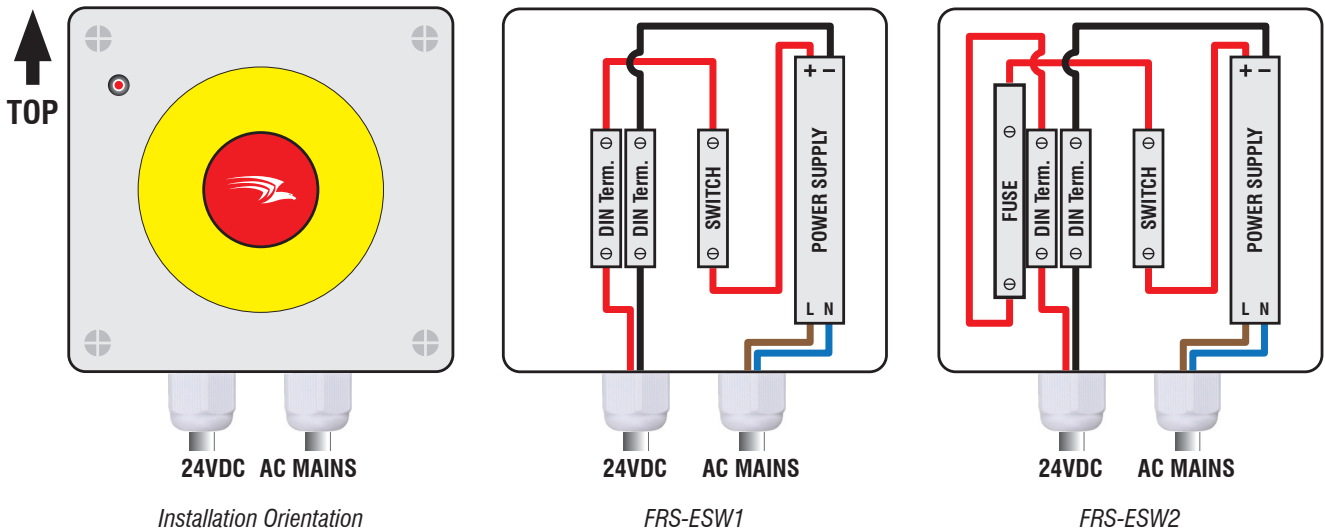 TOP
24VDC AC MAINS
Installation Orientation
+ −
DIN Term.
DIN Term.
SWITCH
POWER SUPPLY
L N
24VDC AC MAINS
FRS-ESW1
+ −
FUSE
DIN Term.
DIN Term.
SWITCH
POWER SUPPLY
L N
24VDC AC MAINS
FRS-ESW2